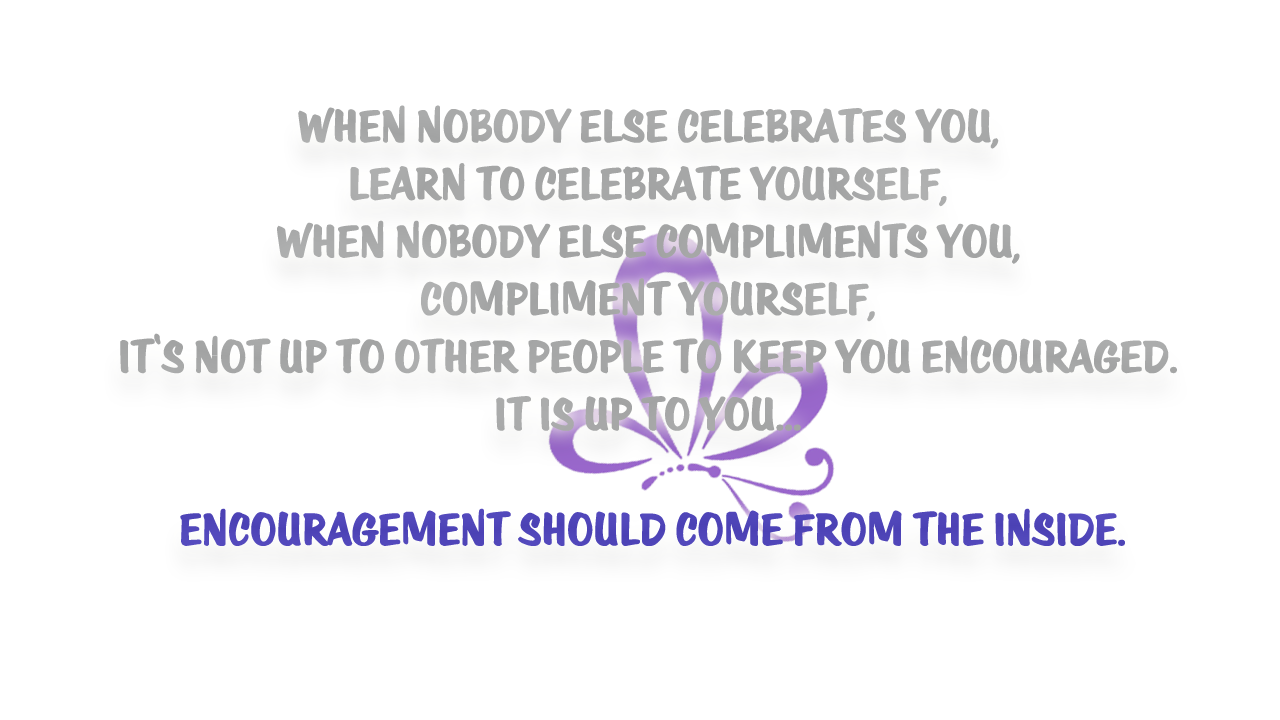 WHEN NOBODY ELSE CELEBRATES YOU,
LEARN TO CELEBRATE YOURSELF,
WHEN NOBODY ELSE COMPLIMENTS YOU,
COMPLIMENT YOURSELF,
IT'S NOT UP TO OTHER PEOPLE TO KEEP YOU ENCOURAGED.
IT IS UP TO YOU...
ENCOURAGEMENT SHOULD COME FROM THE INSIDE.